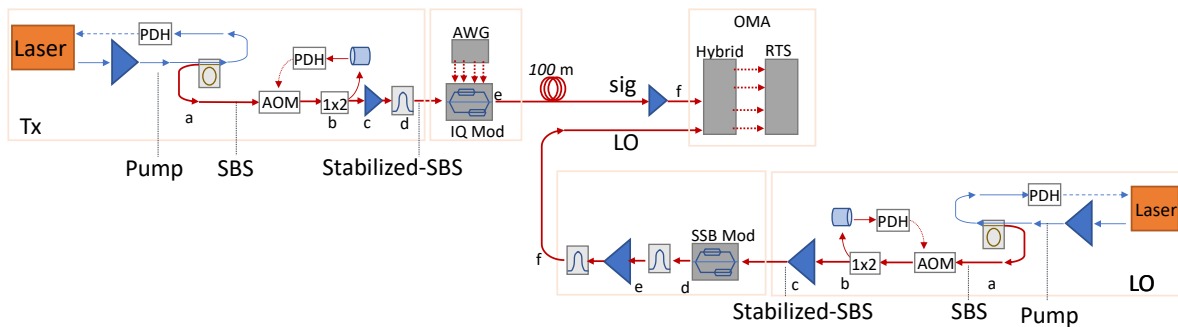 OMA
Laser
PDH
AWG
Hybrid
RTS
PDH
100 m
sig
f
AOM
1x2
e
a
b
c
d
IQ Mod
Tx
LO
Pump
SBS
Stabilized-SBS
PDH
Laser
PDH
SSB Mod
f
1x2
AOM
e
d
c
b
a
LO
Stabilized-SBS
SBS
Pump